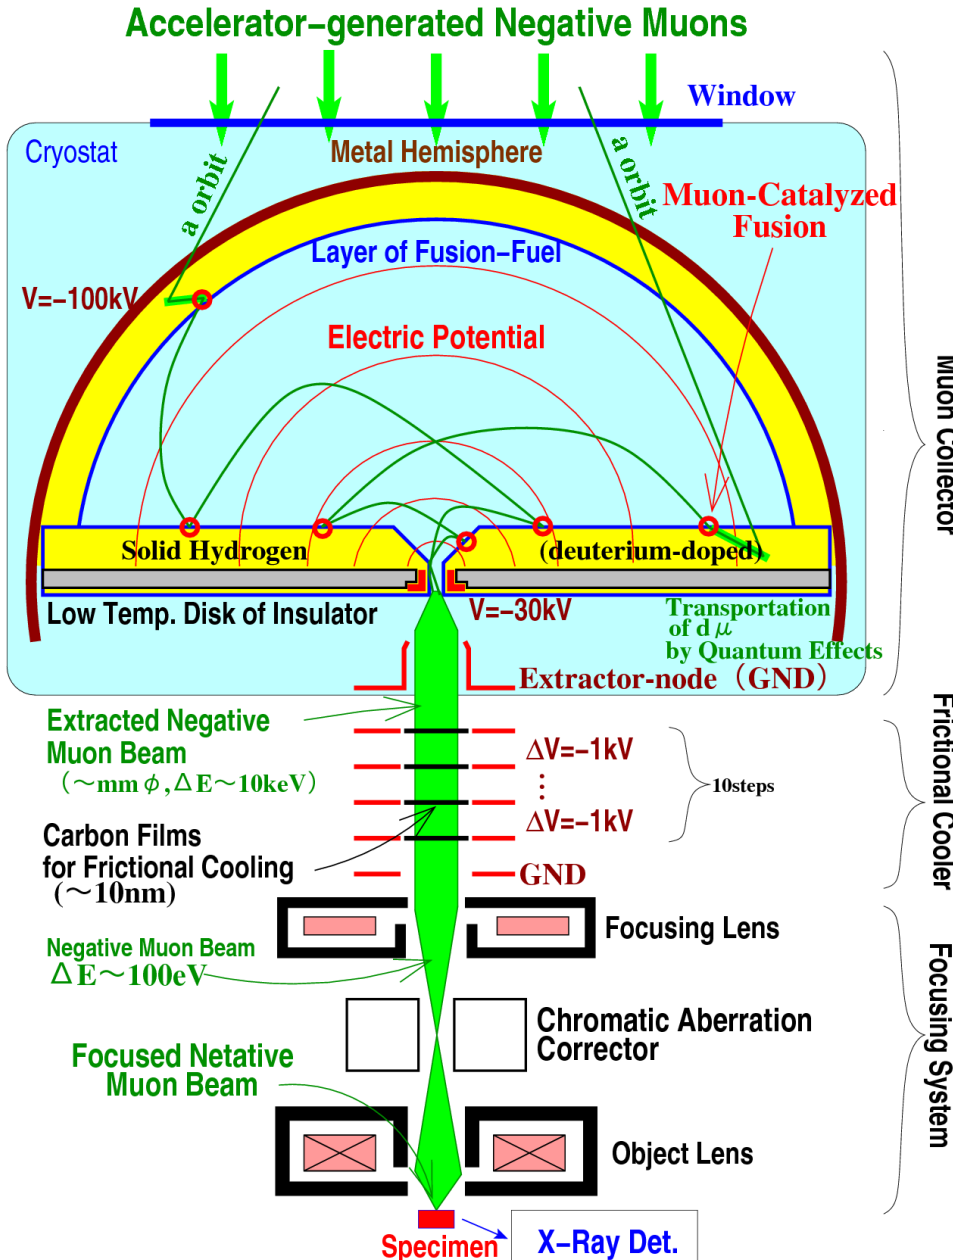 Accelerator−generated Negative Muons
Window
Cryostat
Metal Hemisphere
a orbit
a orbit
Muon-Catalyzed
Fusion
Layer of Fusion−Fuel
V=−100kV
Electric Potential
Muon Collector
Solid Hydrogen
(deuterium-doped)
Low Temp. Disk of Insulator
V=−30kV
Transportation
of d μ
by Quantum Effects
Extractor-node (GND)
Extracted Negative
Muon Beam
(~mm ϕ, Δ E~10keV)
ΔV=−1kV
⋮
ΔV=−1kV
10steps
Frictional Cooler
Carbon Films
for Frictional Cooling
(~10nm)
GND
Focusing Lens
Negative Muon Beam
Δ E~100eV
Chromatic Aberration
Corrector
Focusing System
Focused Netative
Muon Beam
Object Lens
Specimen
X−Ray Det.